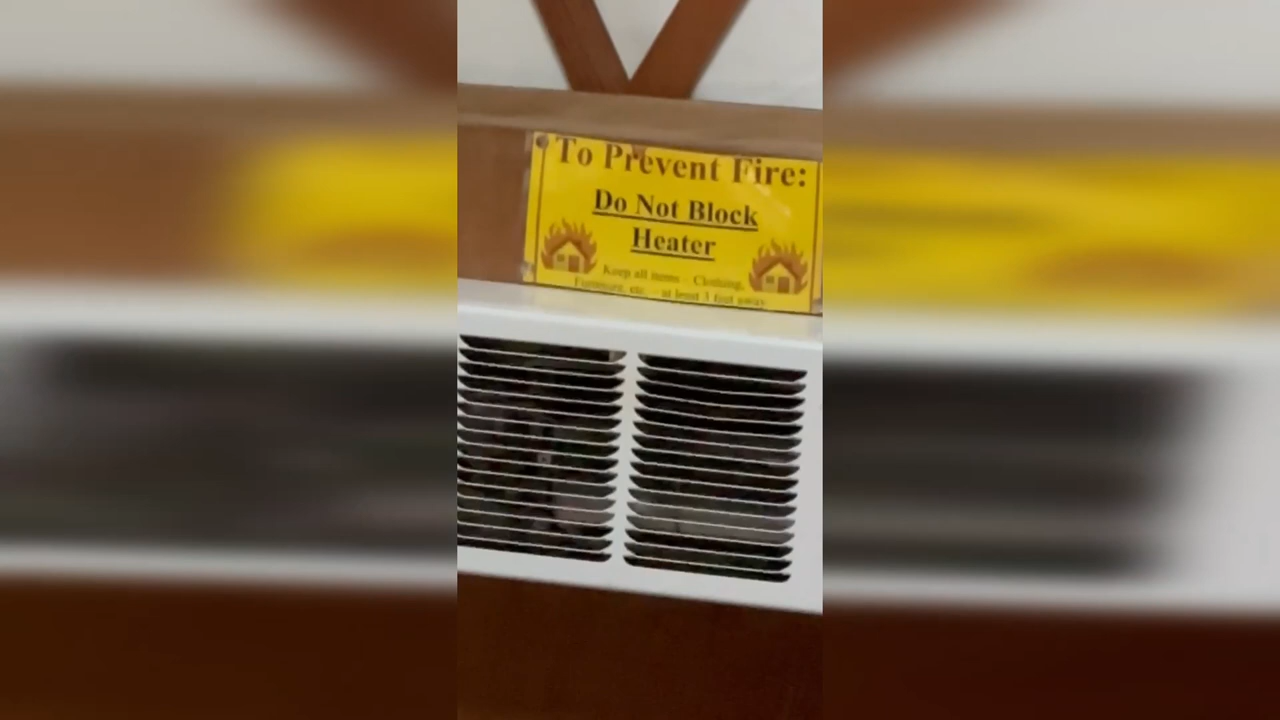 To Prevent Fire:
Do Not Block
Heater
Keep all items - Clothing,
Furniture, etc. - at least 3 feet away